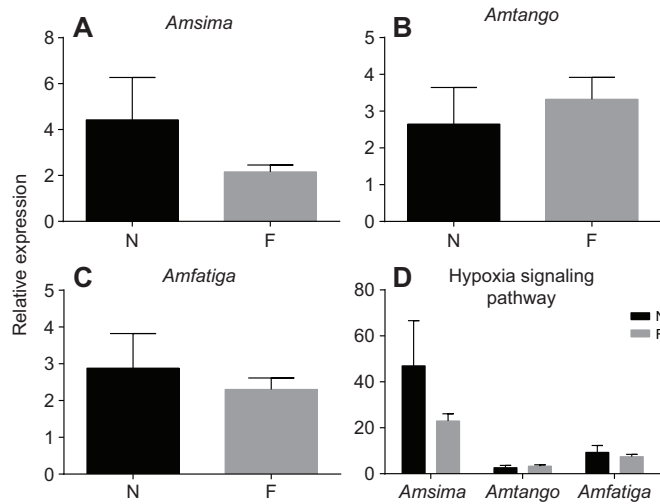 A
Amsima
8
6
4
2
0
N
F
B
Amtango
5
4
3
2
1
0
N
F
Relative expression
C
Amfatiga
5
4
3
2
1
0
N
F
D
Hypoxia signaling
pathway
80
60
40
20
0
N
Amsima
Amtango
Amfatiga